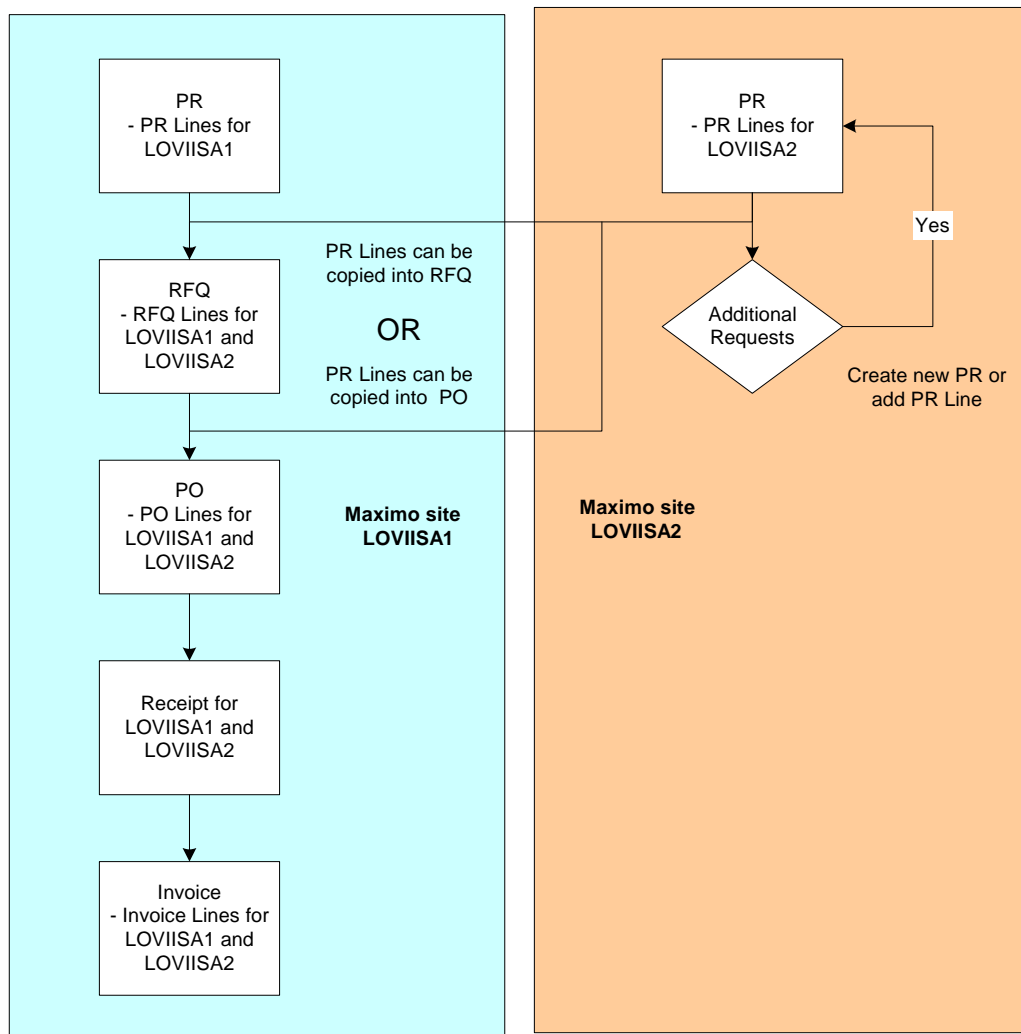 PR
- PR Lines for
LOVIISA1
PR Lines can be
copied into RFQ
RFQ
- RFQ Lines for
LOVIISA1 and
LOVIISA2
OR
PR Lines can be
copied into PO
PO
- PO Lines for
LOVIISA1 and
LOVIISA2
Maximo site
LOVIISA1
Receipt for
LOVIISA1 and
LOVIISA2
Invoice
- Invoice Lines for
LOVIISA1 and
LOVIISA2
PR
- PR Lines for
LOVIISA2
Yes
Additional
Requests
Create new PR or
add PR Line
Maximo site
LOVIISA2